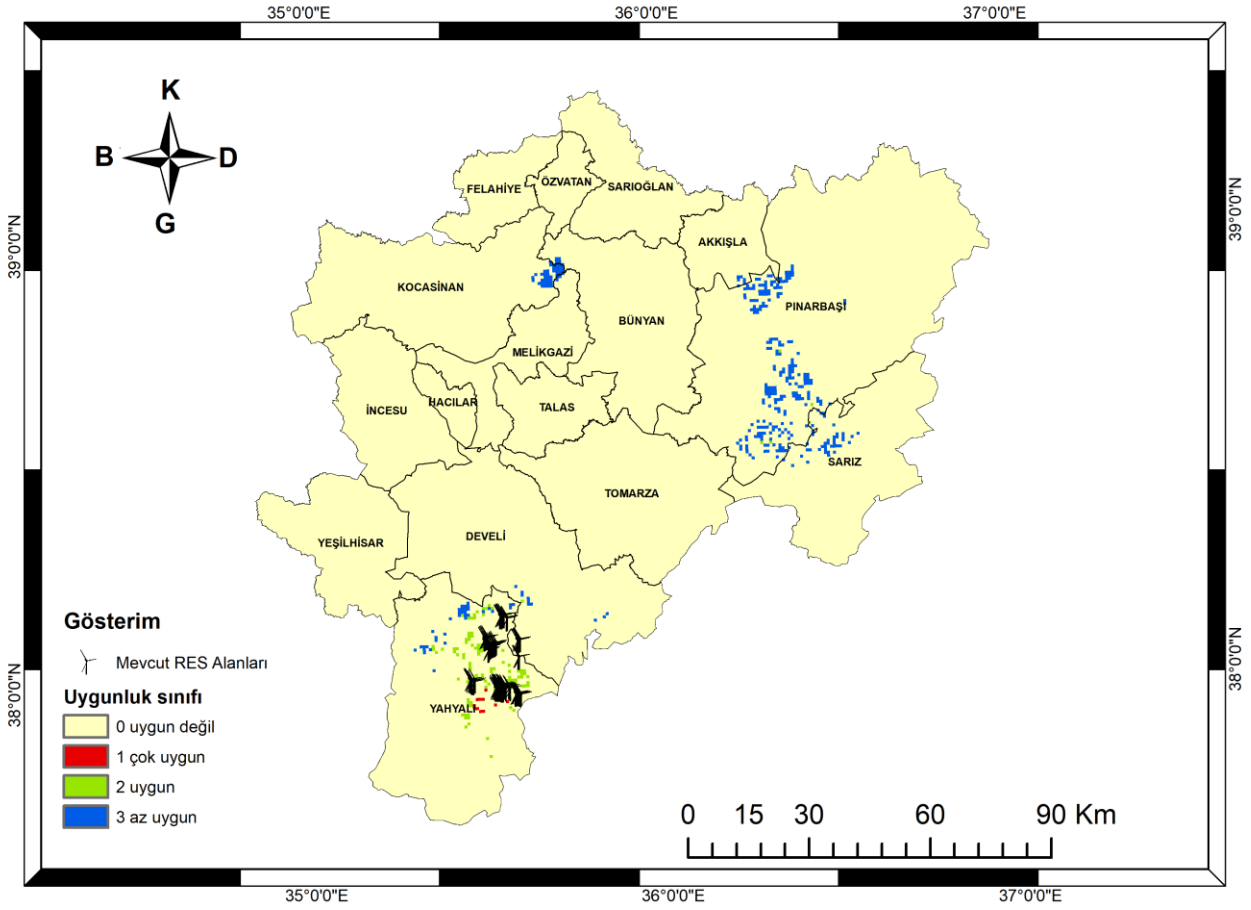 35°0'0"E 36°0'0"E 37°0'0"E
K
B D
G
39°0'0"N
39°0'0"N
38°0'0"N
38°0'0"N
FELAHİYE
ÖZVATAN
SARIOĞLAN
AKKIŞLA
KOCASİNAN
PINARBAŞI
BÜNYAN
MELİKGAZİ
HACILAR
İNCESU
TALAS
SARIZ
TOMARZA
YEŞİLHİSAR
DEVELİ
YAHYALI
Gösterim
Mevcut RES Alanları
Uygunluk sınıfı
0 uygun değil
1 çok uygun
2 uygun
3 az uygun
0 15 30 60 90 Km
35°0'0"E 36°0'0"E 37°0'0"E